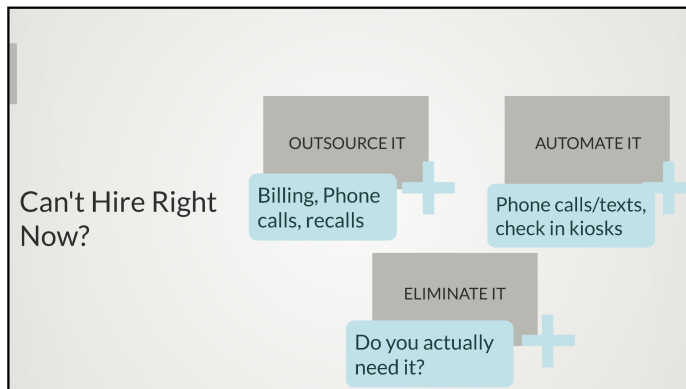 Can't Hire Right
Now?
OUTSOURCE IT
Billing, Phone
calls, recalls
AUTOMATE IT
Phone calls/texts,
check in kiosks
ELIMINATE IT
Do you actually
need it?